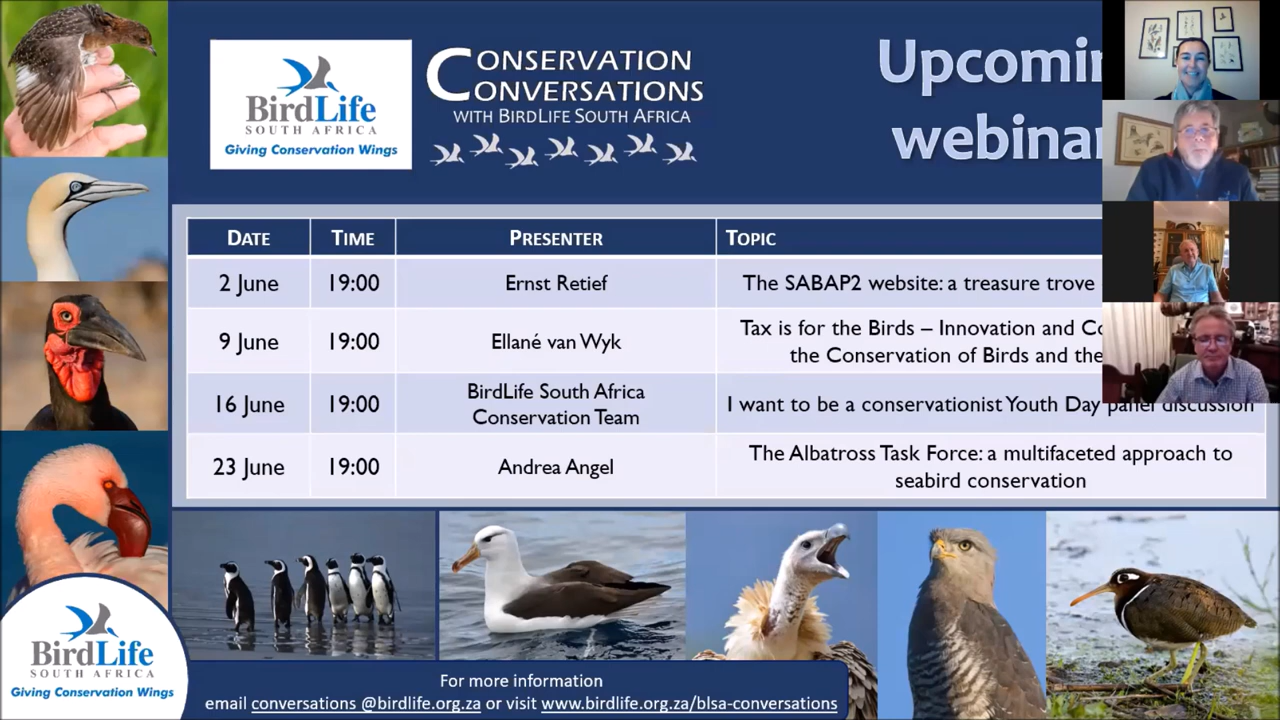 BirdLife
SOUTH AFRICA
Giving Conservation Wings
CONSERVATION
CONVERSATIONS
WITH BIRDLIFE SOUTH AFRICA
DATE TIME PRESENTER TOPIC
2 June 19:00 Ernst Retief The SABAP2 website: a treasure trove
9 June 19:00 Ellané van Wyk Tax is for the Birds – Innovation and
the Conservation of Birds and
16 June 19:00 BirdLife South Africa
Conservation Team I want to be a conservationist Youth Day panel discussion
23 June 19:00 Andrea Angel The Albatross Task Force: a multifaceted approach to
seabird conservation
BirdLife
SOUTH AFRICA
Giving Conservation Wings
For more information
email conversations @birdlife.org.za or visit www.birdlife.org.za/blsa-conversations